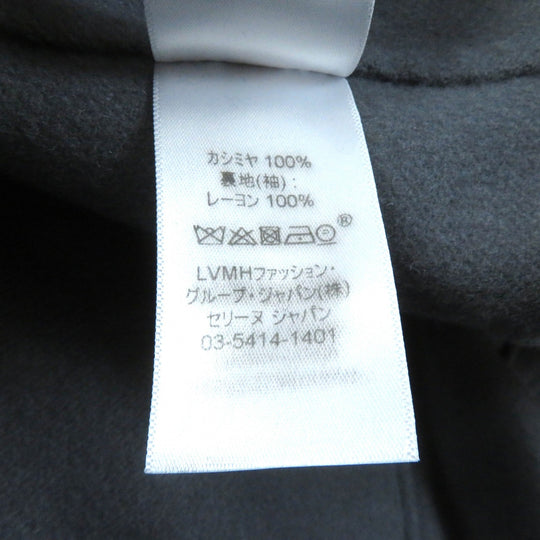 カシミヤ 100%
裏地(袖) :
レーヨン 100%
®
LVMHファッション・
グループ・ジャパン(株)
セリーヌ ジャパン
03-5414-1401